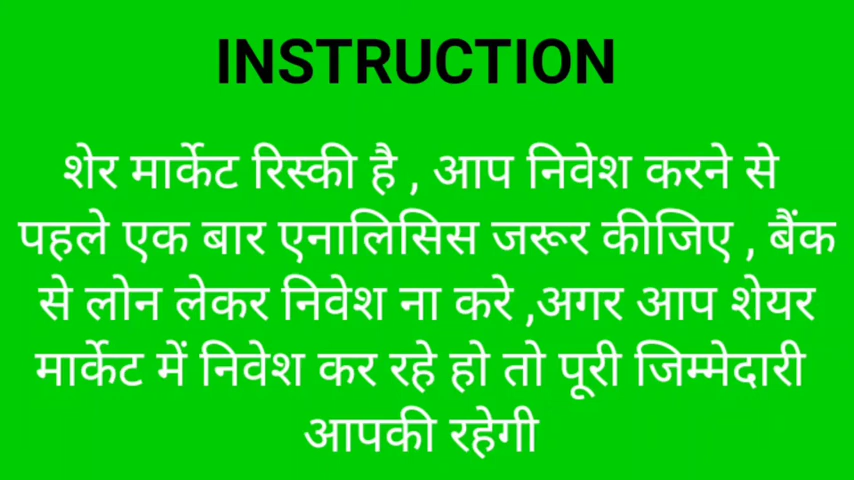 INSTRUCTION
शेर मार्केट रिस्की है , आप निवेश करने से
पहले एक बार एनालिसिस जरूर कीजिए , बैंक
से लोन लेकर निवेश ना करे ,अगर आप शेयर
मार्केट में निवेश कर रहे हो तो पूरी जिम्मेदारी
आपकी रहेगी